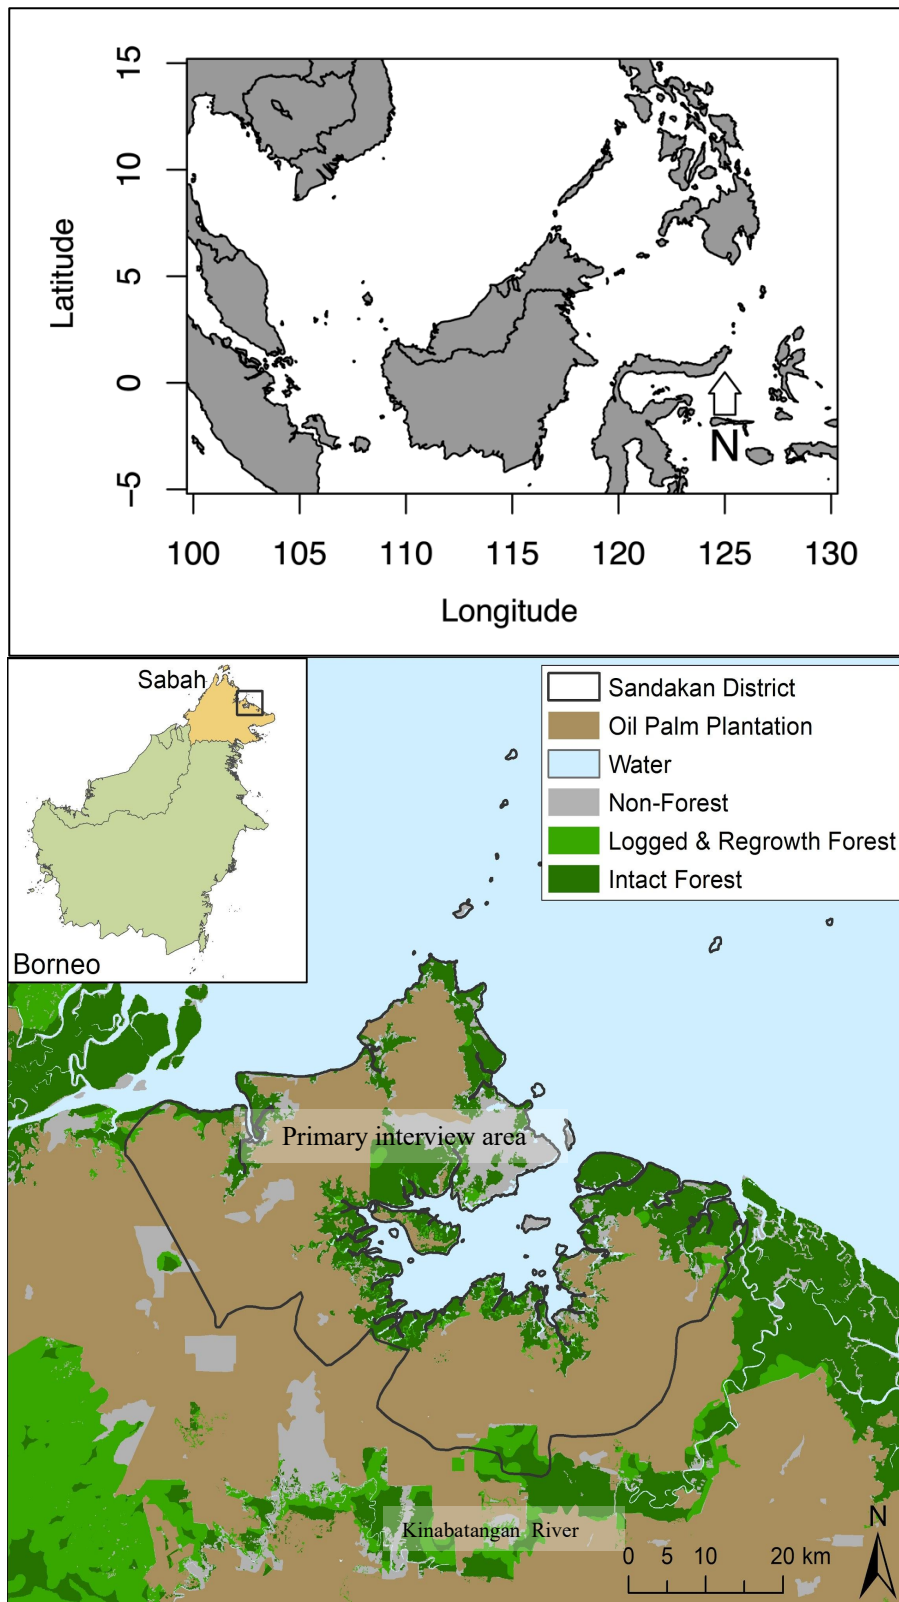 15
10
5
0
−5
Latitude
N
100 105 110 115 120 125 130
Longitude
Sabah
Borneo
Sandakan District
Oil Palm Plantation
Water
Non-Forest
Logged & Regrowth Forest
Intact Forest
Primary interview area
Kinabatangan River
N
0 5 10 20 km